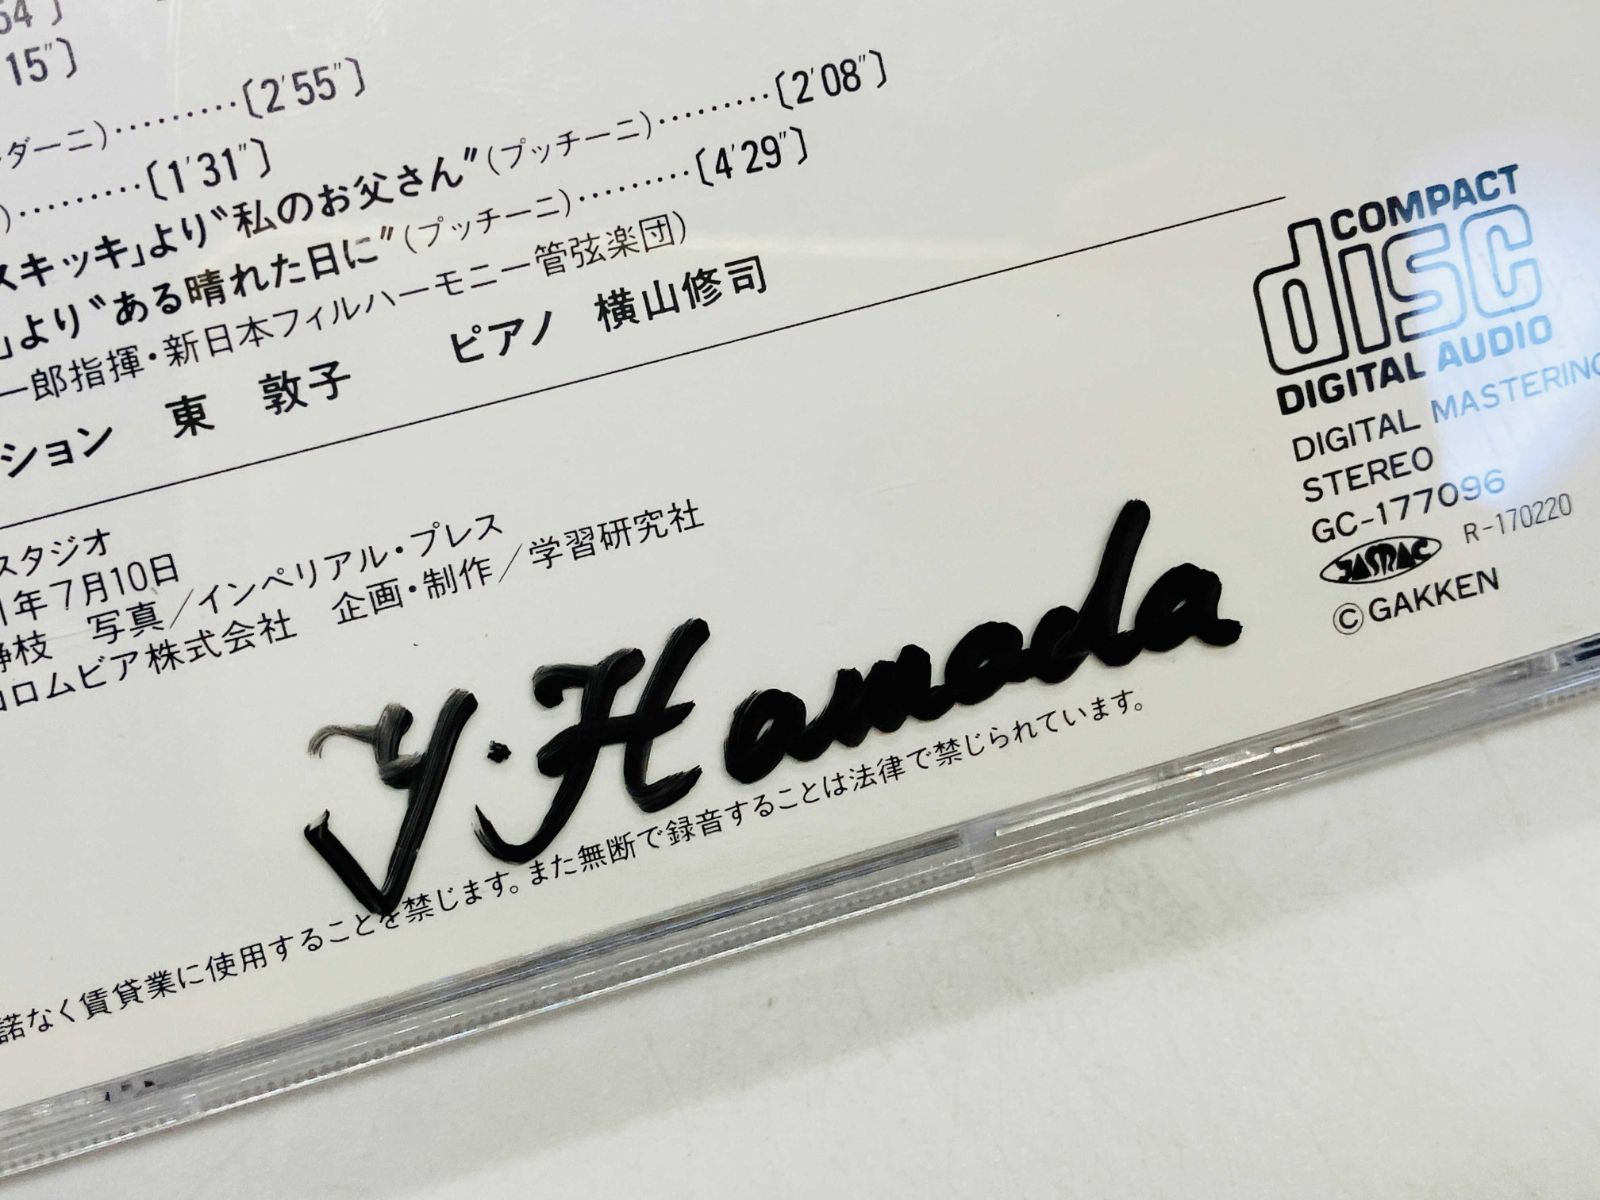 54〕
15″〕
ダーニ)………〔2′55″〕
)………〔1′31″〕
スキッキ」より〝私のお父さん〟(プッチーニ)………〔2′08″〕
」より〝ある晴れた日に〟(プッチーニ)………〔4′29″〕
一郎指揮・新日本フィルハーモニー管弦楽団)
ション 東 敦子 ピアノ 横山修司
スタジオ
1年7月10日
静枝 写真/インペリアル・プレス
コロムビア株式会社 企画・制作/学習研究社
COMPACT
disc
DIGITAL AUDIO
DIGITAL MASTERING
STEREO
GC-177096
JASRAC R-170220
©GAKKEN
Y. Hamada
諾なく賃貸業に使用することを禁じます。また無断で録音することは法律で禁じられています。